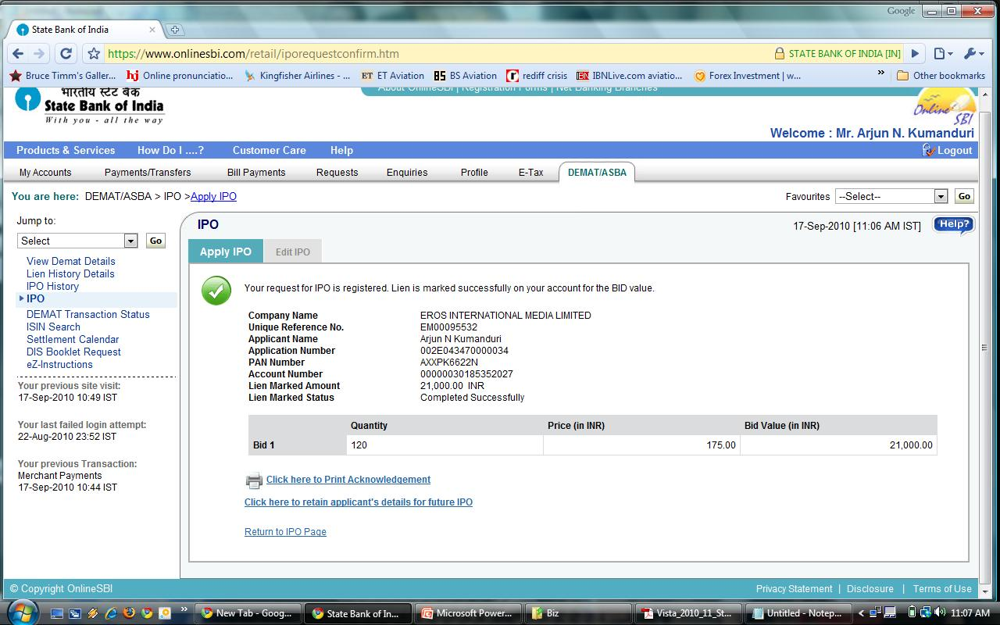 Google
State Bank of India
https://www.onlinesbi.com/retail/iporequestconfirm.htm
STATE BANK OF INDIA [IN]
Bruce Timm's Galler...
Online pronunciatio...
Kingfisher Airlines - ...
ET Aviation
BS Aviation
rediff crisis
IBNLive.com aviatio...
Forex Investment | w...
»
Other bookmarks
भारतीय स्टेट बैंक
State Bank of India
With you - all the way
About OnlineSBI | Registration Forms | Net Banking Branches
Online SBI
Welcome : Mr. Arjun N. Kumanduri
Products & Services How Do I ....? Customer Care Help Logout
My Accounts Payments/Transfers Bill Payments Requests Enquiries Profile E-Tax DEMAT/ASBA
You are here: DEMAT/ASBA > IPO >Apply IPO
Favourites --Select-- Go
Jump to:
Select Go
View Demat Details
Lien History Details
IPO History
IPO
DEMAT Transaction Status
ISIN Search
Settlement Calendar
DIS Booklet Request
eZ-Instructions
Your previous site visit:
17-Sep-2010 10:49 IST
Your last failed login attempt:
22-Aug-2010 23:52 IST
Your previous Transaction:
Merchant Payments
17-Sep-2010 10:44 IST
IPO
17-Sep-2010 [11:06 AM IST] Help?
Apply IPO Edit IPO
Your request for IPO is registered. Lien is marked successfully on your account for the BID value.
Company Name EROS INTERNATIONAL MEDIA LIMITED
Unique Reference No. EM00095532
Applicant Name Arjun N Kumanduri
Application Number 002E043470000034
PAN Number AXXPK6622N
Account Number 00000030185352027
Lien Marked Amount 21,000.00 INR
Lien Marked Status Completed Successfully
Quantity Price (in INR) Bid Value (in INR)
Bid 1 120 175.00 21,000.00
Click here to Print Acknowledgement
Click here to retain applicant's details for future IPO
Return to IPO Page
© Copyright OnlineSBI
Privacy Statement | Disclosure | Terms of Use
» New Tab - Goog... State Bank of In... Microsoft Power... Biz Vista_2010_11_St... Untitled - Notep... 11:07 AM